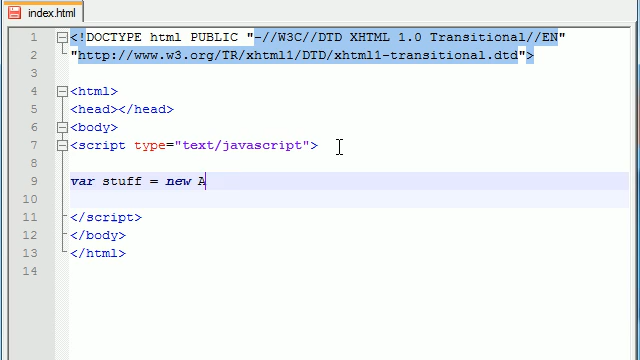 index.html
1 <!DOCTYPE html PUBLIC "-//W3C//DTD XHTML 1.0 Transitional//EN"
2 "http://www.w3.org/TR/xhtml1/DTD/xhtml1-transitional.dtd">
3
4 <html>
5 <head></head>
6 <body>
7 <script type="text/javascript">
8
9 var stuff = new A
10
11 </script>
12 </body>
13 </html>
14